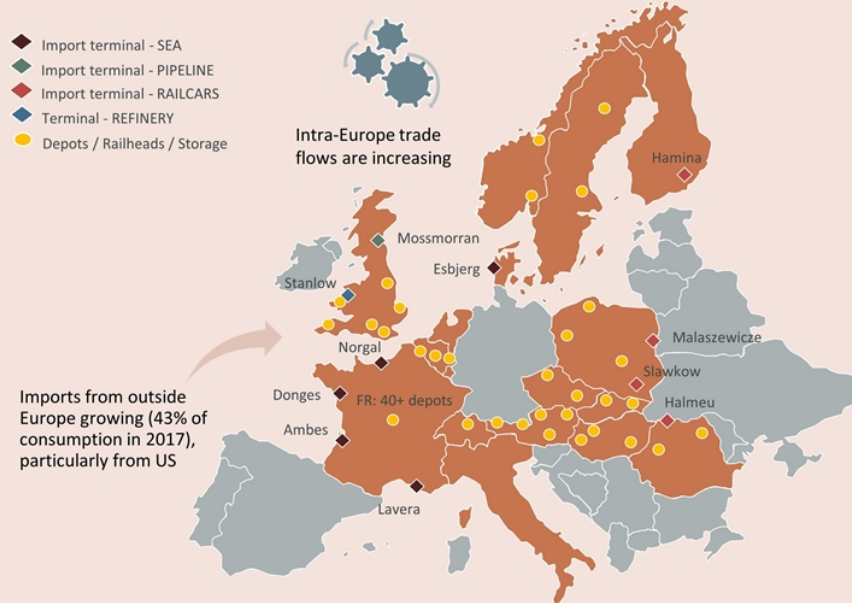 Import terminal - SEA
Import terminal - PIPELINE
Import terminal - RAILCARS
Terminal - REFINERY
Depots / Railheads / Storage
Intra-Europe trade
flows are increasing
Hamina
Mossmorran
Esbjerg
Stanlow
Norgal
Malaszewicze
Slawkow
Donges
FR: 40+ depots
Halmeu
Ambes
Lavera
Imports from outside
Europe growing (43% of
consumption in 2017),
particularly from US